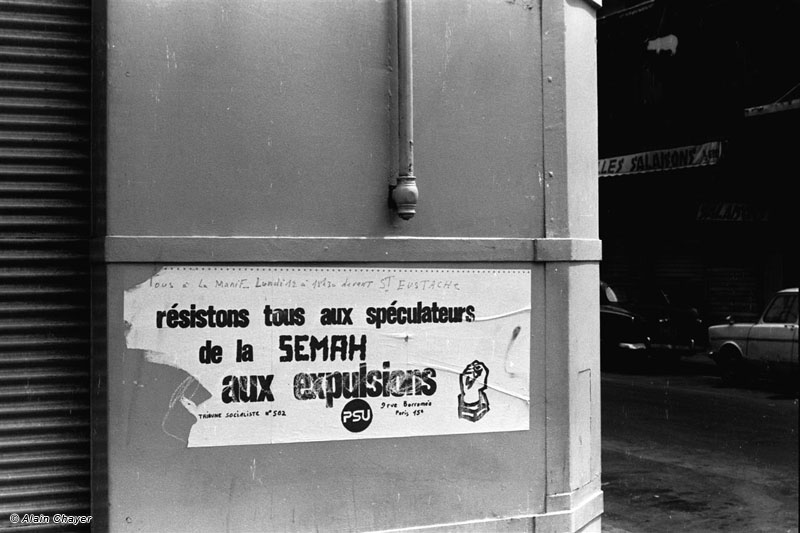 Tous à la Manif Lundi 12 à 18h30 devant St EUSTACHE
résistons tous aux spéculateurs
de la SEMAH
aux expulsions
TRIBUNE SOCIALISTE N° 502
PSU
9 rue Borromée
Paris 15e
LES SALAISONS
SALAISONS
© Alain Chayer